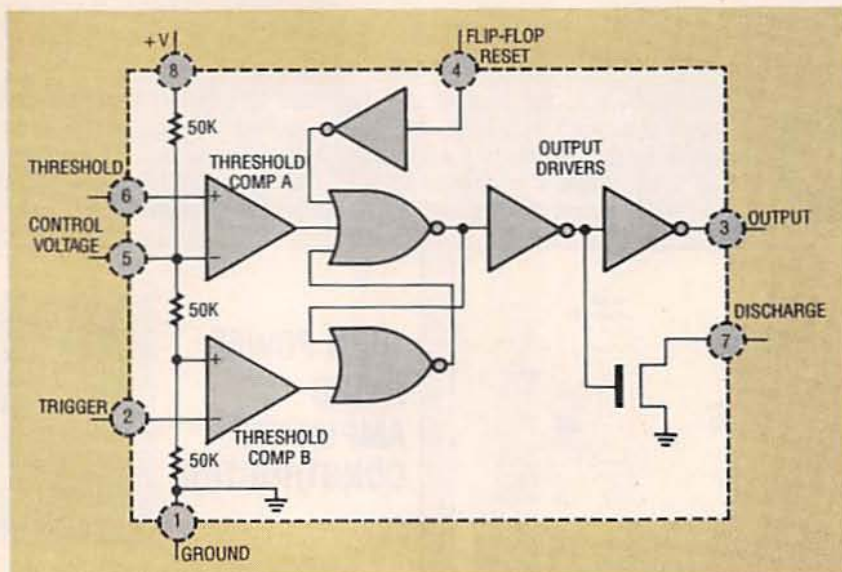 +V
8
FLIP-FLOP
RESET
4
50K
THRESHOLD
6
THRESHOLD
COMP A
OUTPUT
DRIVERS
+
CONTROL
VOLTAGE
5
−
3
OUTPUT
50K
DISCHARGE
7
+
TRIGGER
2
−
THRESHOLD
COMP B
50K
1
GROUND